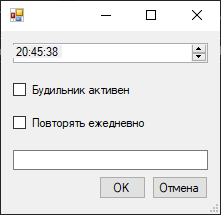 20:45:38
Будильник активен
Повторять ежедневно
OK Отмена